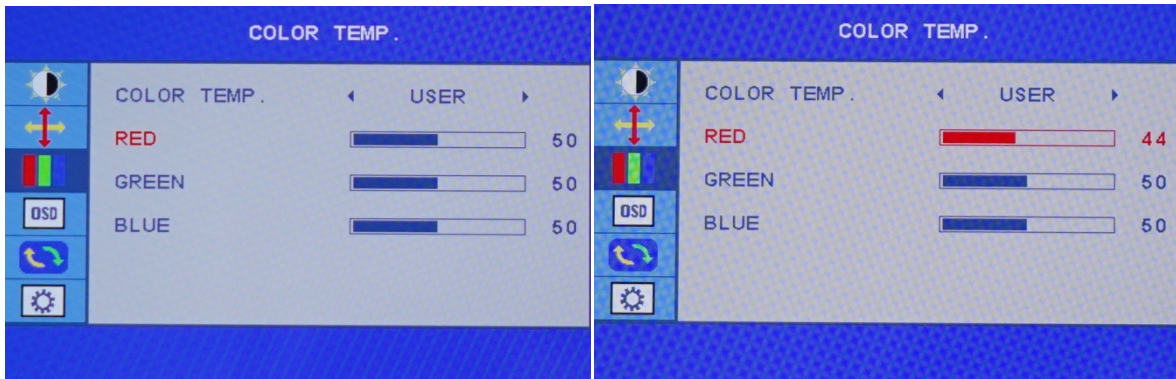 COLOR TEMP.
COLOR TEMP. USER
RED 50
GREEN 50
OSD
BLUE 50
COLOR TEMP.
COLOR TEMP. USER
RED 44
GREEN 50
OSD
BLUE 50